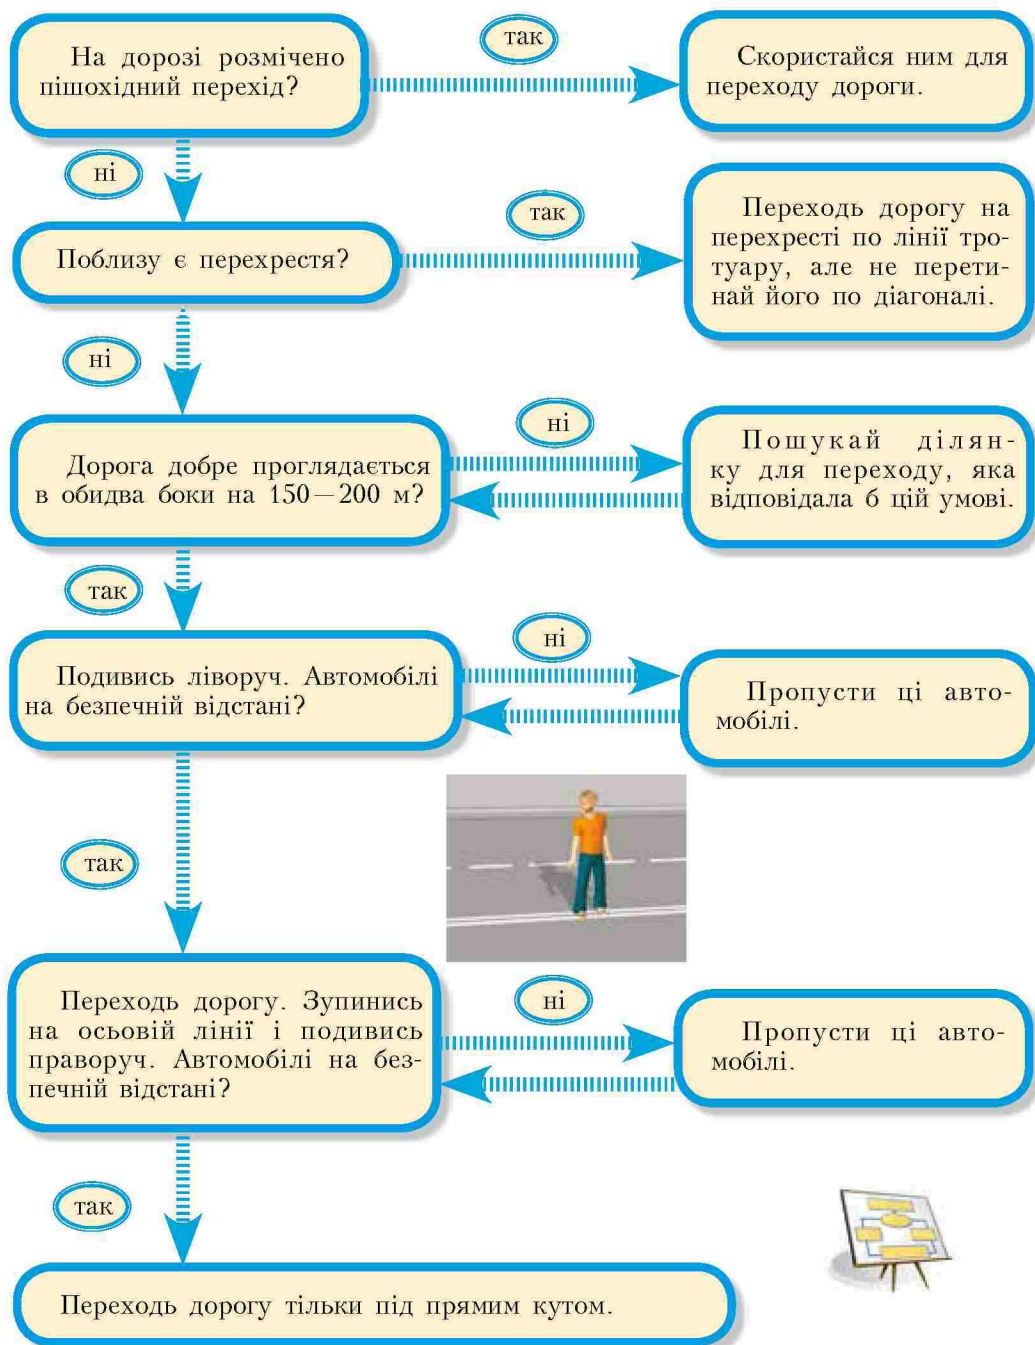 На дорозі розмічено
пішохідний перехід?
так
Скористайся ним для
переходу дороги.
ні
Поблизу є перехрестя?
так
Переходь дорогу на
перехресті по лінії тро-
туару, але не перети-
най його по діагоналі.
ні
Дорога добре проглядається
в обидва боки на 150—200 м?
ні
Пошукай ділян-
ку для переходу, яка
відповідала б цій умові.
так
Подивись ліворуч. Автомобілі
на безпечній відстані?
ні
Пропусти ці авто-
мобілі.
так
Переходь дорогу. Зупинись
на осьовій лінії і подивись
праворуч. Автомобілі на без-
печній відстані?
ні
Пропусти ці авто-
мобілі.
так
Переходь дорогу тільки під прямим кутом.